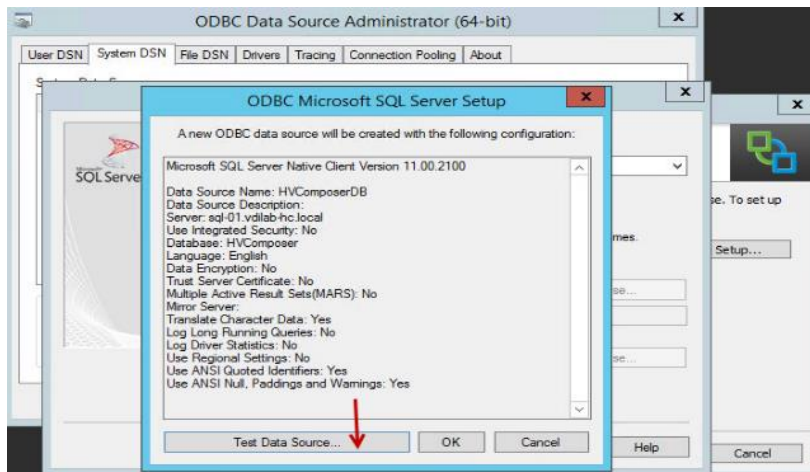 ODBC Data Source Administrator (64-bit)
User DSN System DSN File DSN Drivers Tracing Connection Pooling About
ODBC Microsoft SQL Server Setup
A new ODBC data source will be created with the following configuration:
Microsoft SQL Server Native Client Version 11.00.2100
Data Source Name: HVComposerDB
Data Source Description:
Server: sql-01.vdilab-hc.local
Use Integrated Security: No
Database: HVComposer
Language: English
Data Encryption: No
Trust Server Certificate: No
Multiple Active Result Sets(MARS): No
Mirror Server:
Translate Character Data: Yes
Log Long Running Queries: No
Log Driver Statistics: No
Use Regional Settings: No
Use ANSI Quoted Identifiers: Yes
Use ANSI Null, Paddings and Warnings: Yes
Test Data Source... OK Cancel
SQL Serve
mes.
se...
se...
Help
se. To set up
Setup...
Cancel